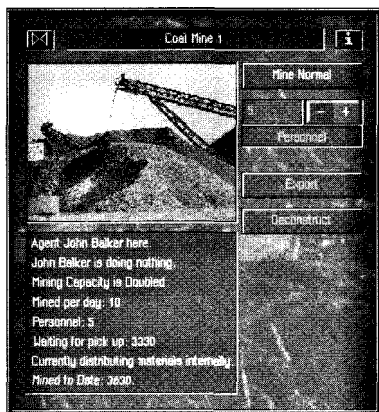 Coal Mine 1
i
Mine Normal
5
- +
Personnel
Export
Deconstruct
Agent John Balker here
John Balker is doing nothing.
Mining Capacity is Doubled
Mined per day: 10
Personnel: 5
Waiting for pick up: 3330
Currently distributing materials internally
Mined to Date: 3630.